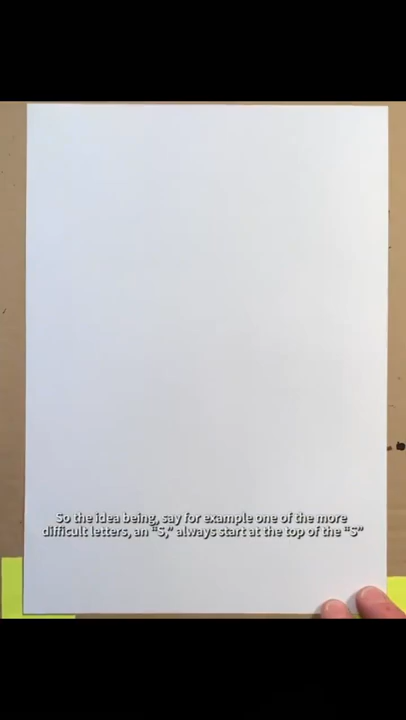 So the idea being, say for example one of the more
difficult letters, an “S,” always start at the top of the “S”